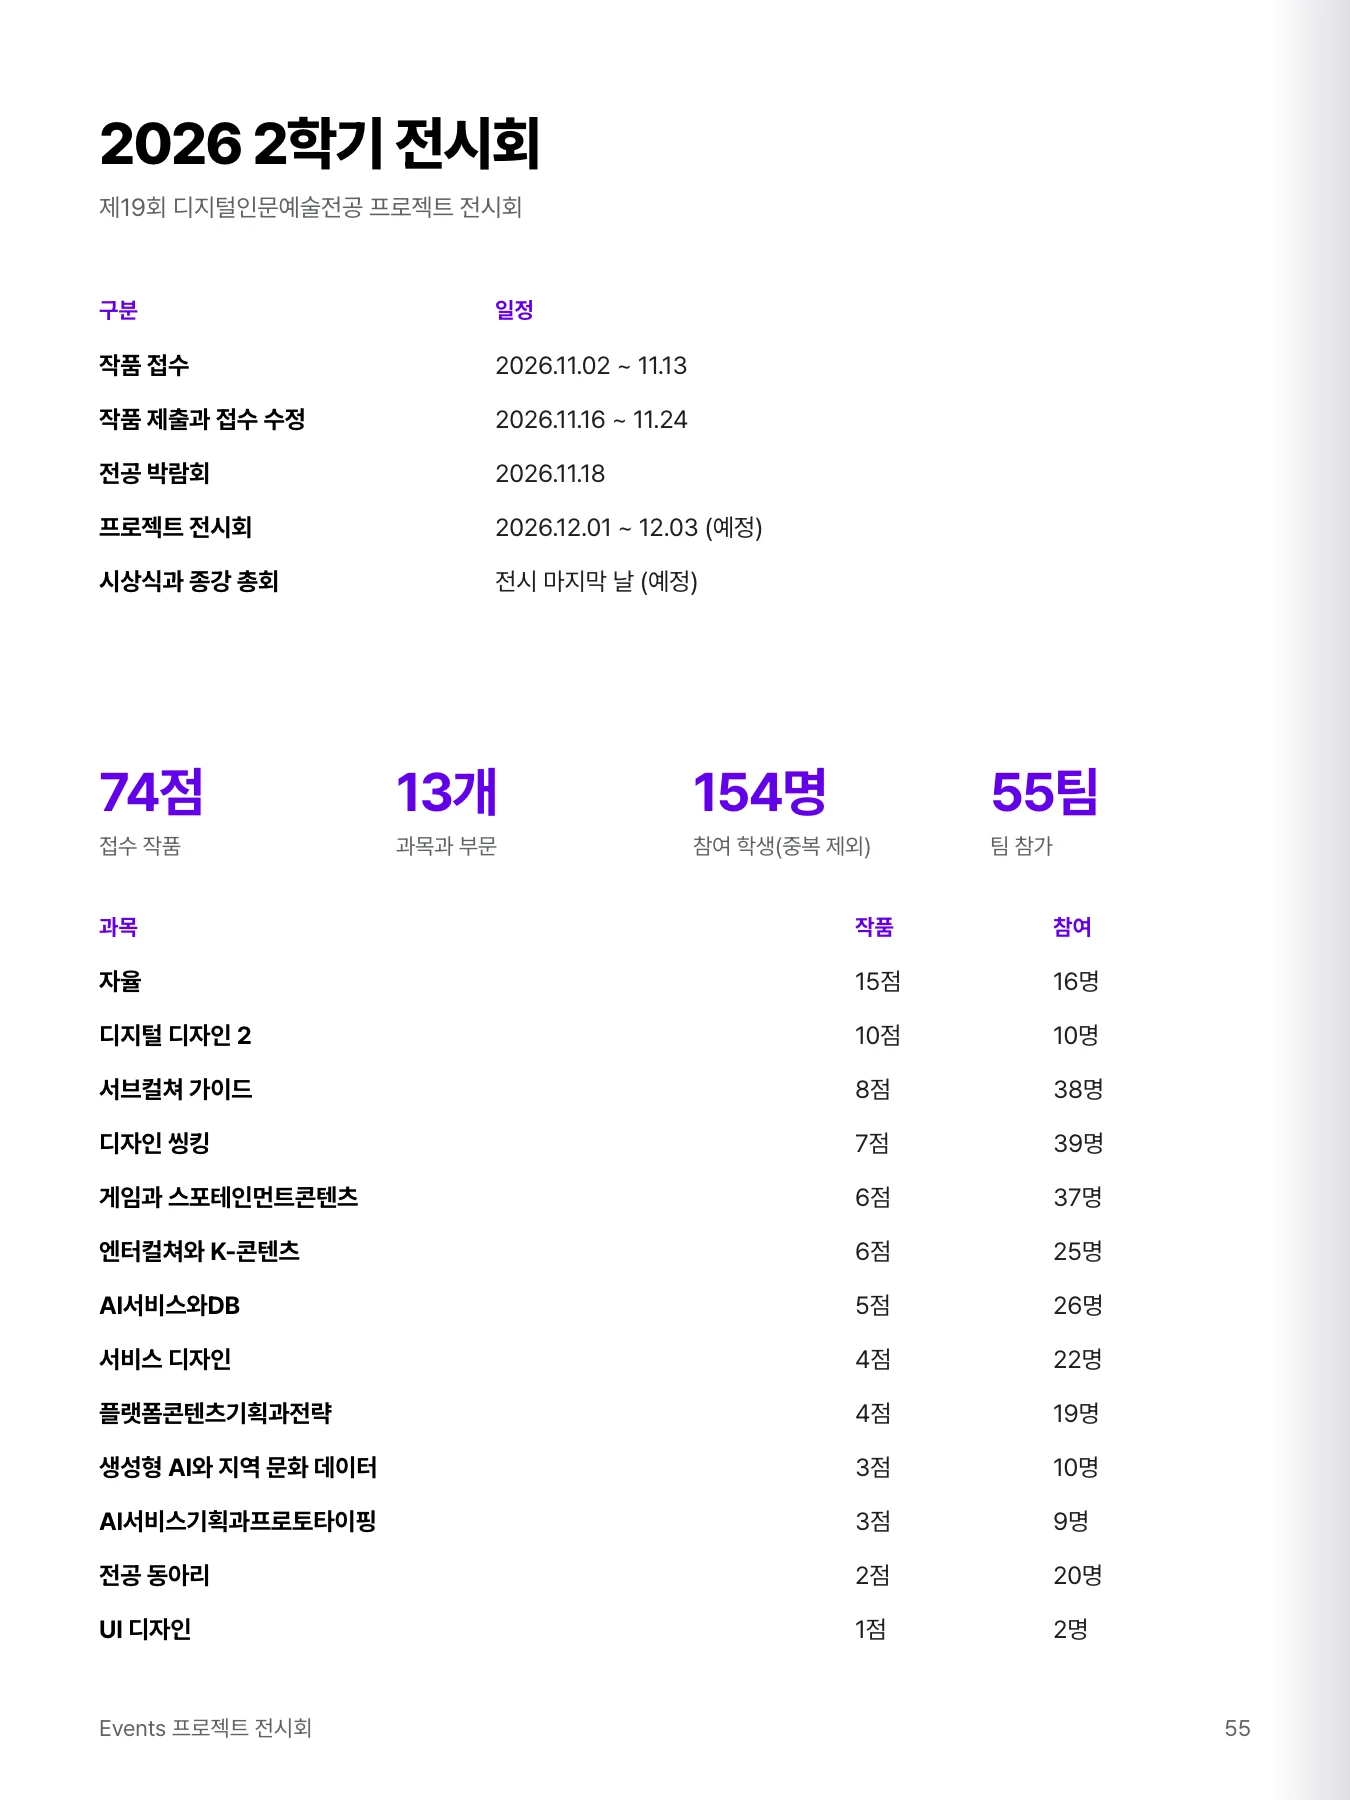 2026 2학기 전시회
제19회 디지털인문예술전공 프로젝트 전시회
구분 일정
작품 접수 2026.11.02 ~ 11.13
작품 제출과 접수 수정 2026.11.16 ~ 11.24
전공 박람회 2026.11.18
프로젝트 전시회 2026.12.01 ~ 12.03 (예정)
시상식과 종강 총회 전시 마지막 날 (예정)
74점 13개 154명 55팀
접수 작품 과목과 부문 참여 학생(중복 제외) 팀 참가
과목 작품 참여
자율 15점 16명
디지털 디자인 2 10점 10명
서브컬쳐 가이드 8점 38명
디자인 씽킹 7점 39명
게임과 스포테인먼트콘텐츠 6점 37명
엔터컬쳐와 K-콘텐츠 6점 25명
AI서비스와DB 5점 26명
서비스 디자인 4점 22명
플랫폼콘텐츠기획과전략 4점 19명
생성형 AI와 지역 문화 데이터 3점 10명
AI서비스기획과프로토타이핑 3점 9명
전공 동아리 2점 20명
UI 디자인 1점 2명
Events 프로젝트 전시회 55